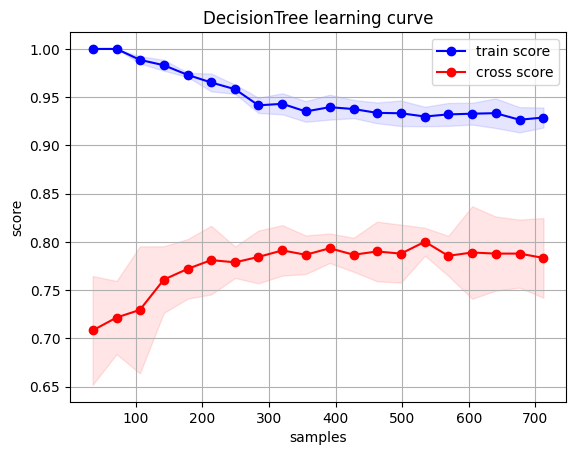 DecisionTree learning curve
train score
cross score
1.00
0.95
0.90
0.85
0.80
0.75
0.70
0.65
score
100 200 300 400 500 600 700
samples